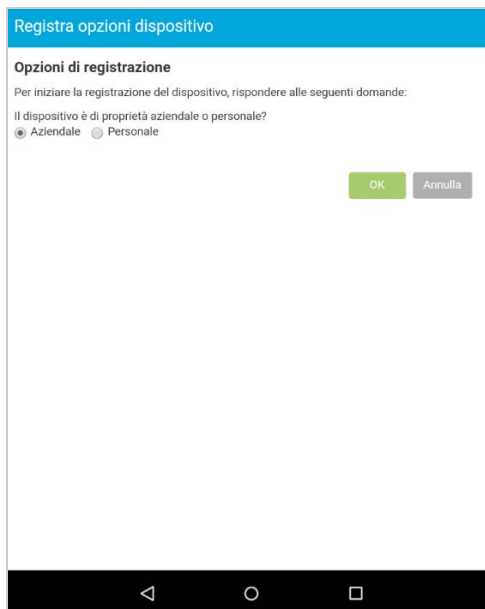 Registra opzioni dispositivo
Opzioni di registrazione
Per iniziare la registrazione del dispositivo, rispondere alle seguenti domande:
Il dispositivo è di proprietà aziendale o personale?
Aziendale Personale
OK Annulla